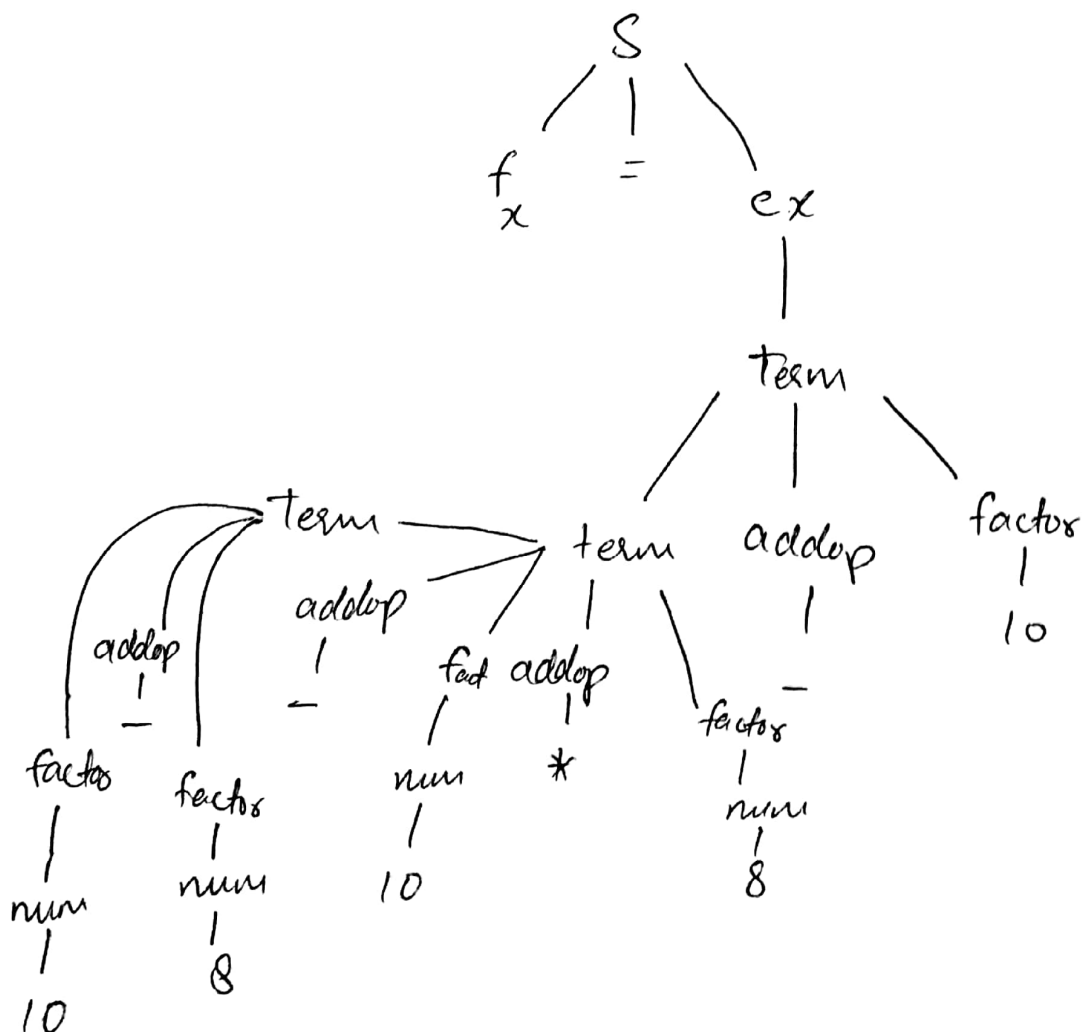 S
f = ex
x
Term
Term term addop factor
addop addop fact addop - 10
- - factor
factor factor num * num
num num 10 8
10 8